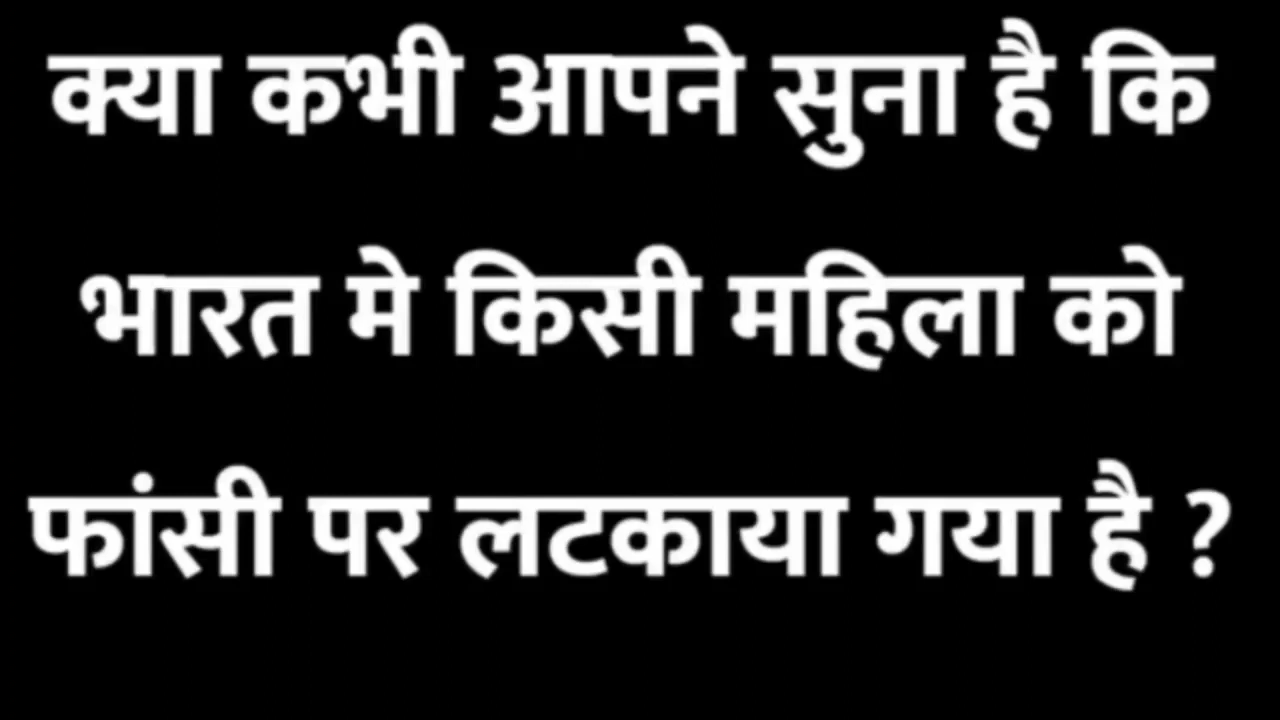 क्या कभी आपने सुना है कि
भारत मे किसी महिला को
फांसी पर लटकाया गया है ?